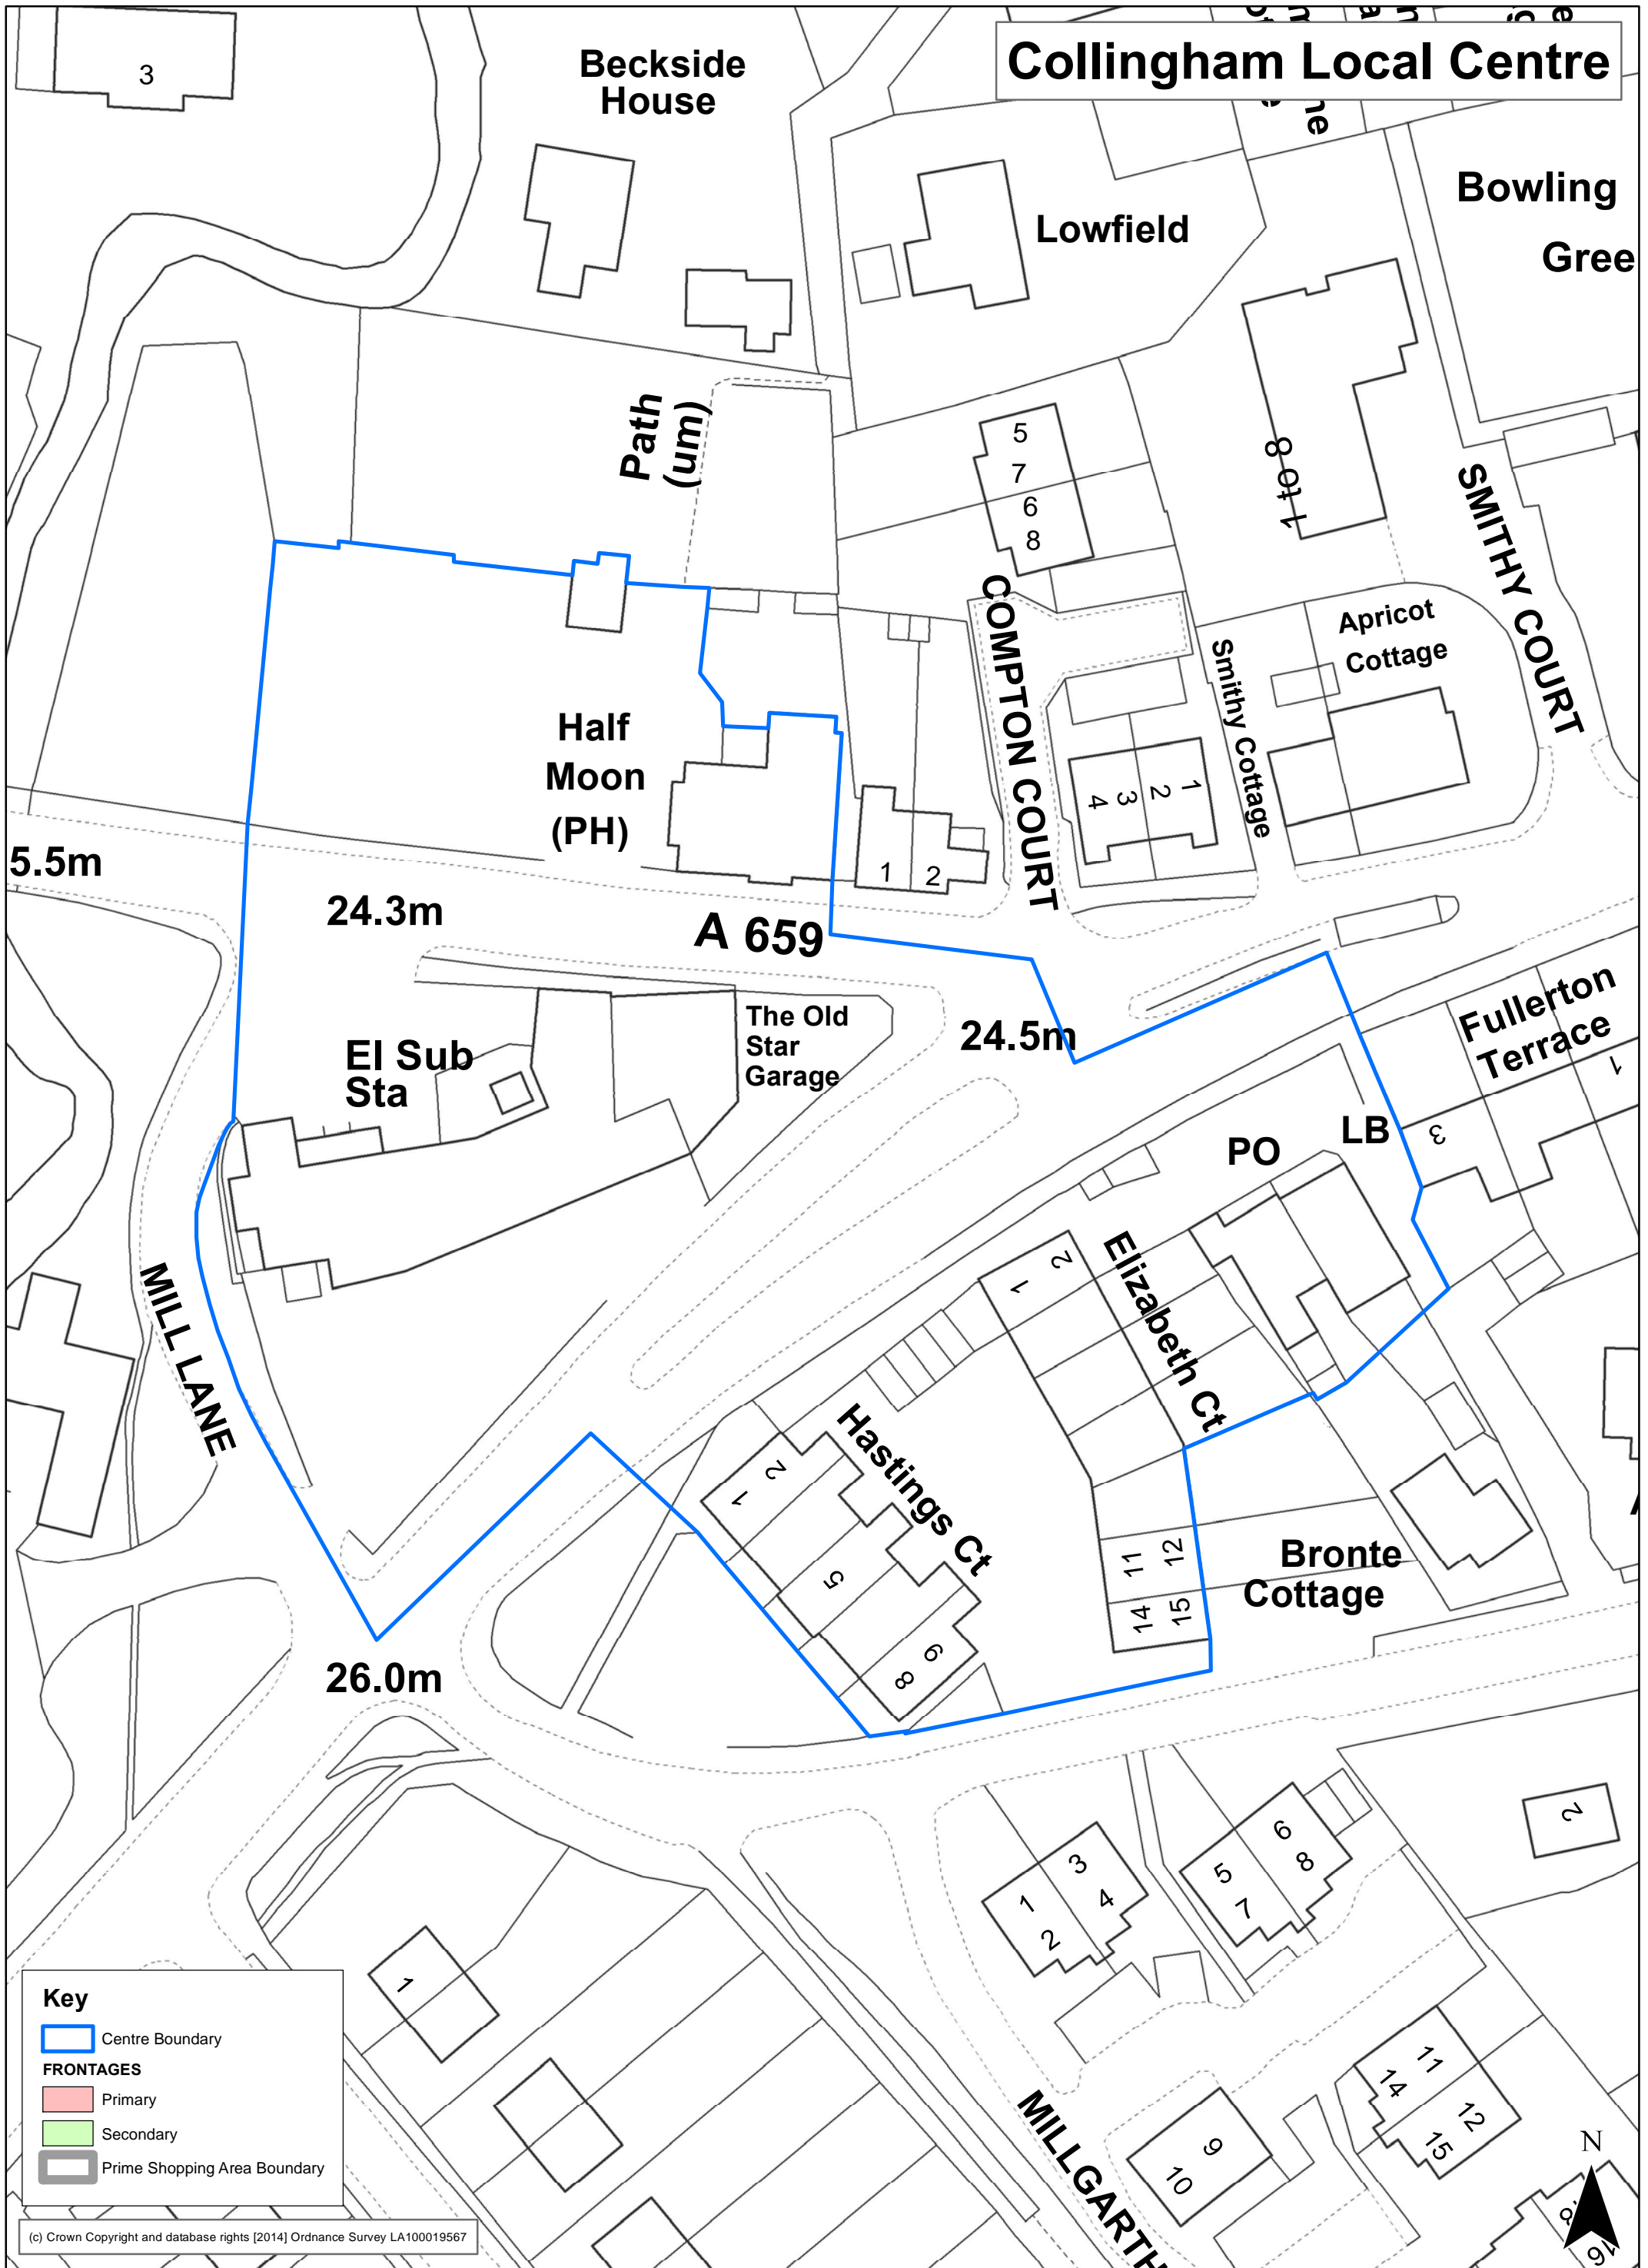 Collingham Local Centre
3
Beckside
House
Lowfield
Bowling
Gree
Path
(um)
5
7
6
8
1 to 8
SMITHY COURT
COMPTON COURT
Smithy Cottage
Apricot
Cottage
Half
Moon
(PH)
4
3
2
1
1
2
5.5m
24.3m
A 659
24.5m
The Old
Star
Garage
El Sub
Sta
Fullerton
Terrace
1
3
LB
PO
MILL LANE
Elizabeth Ct
1
2
Hastings Ct
1
2
5
8
9
11
12
14
15
Bronte
Cottage
26.0m
2
1
3
2
4
5
6
7
8
1
MILLGARTH
9
10
11
14
12
15
16
N
Key
Centre Boundary
FRONTAGES
Primary
Secondary
Prime Shopping Area Boundary
(c) Crown Copyright and database rights [2014] Ordnance Survey LA100019567